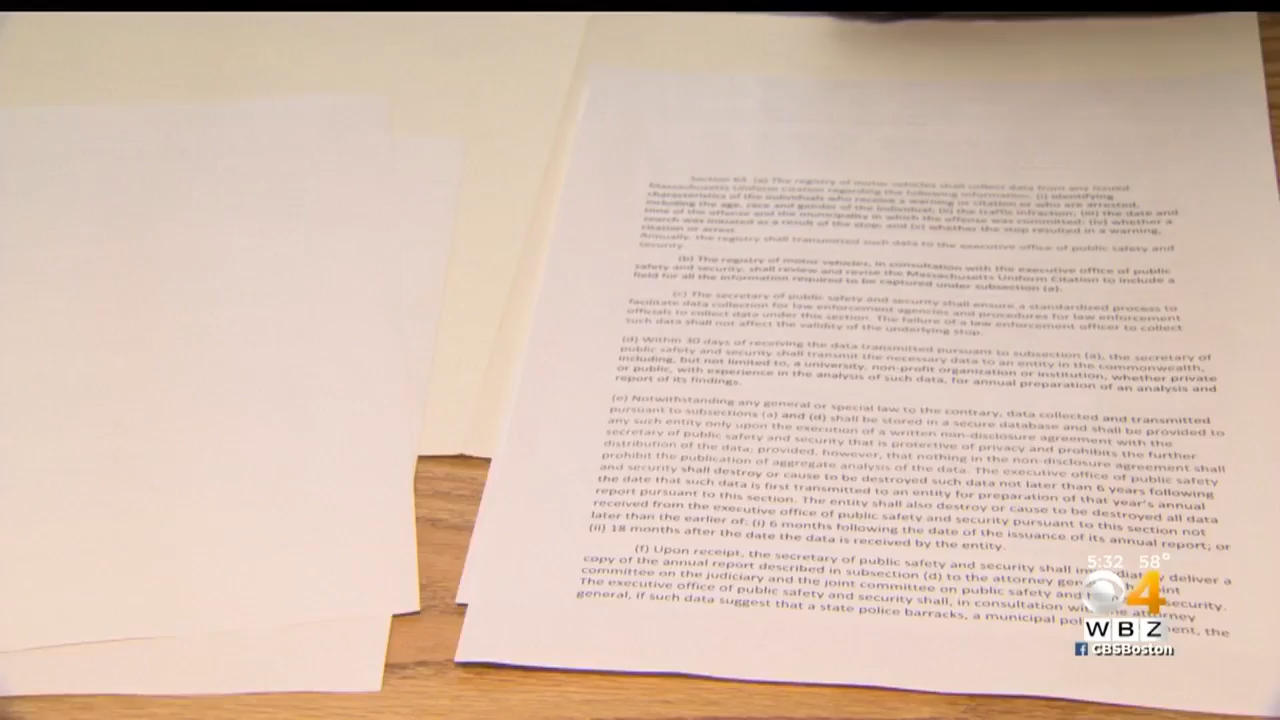 Section 63. (a) The registry of motor vehicles shall collect data from any issued
Massachusetts Uniform Citation regarding the following information: (i) identifying
characteristics of the individuals who receive a warning or citation or who are arrested,
including the age, race and gender of the individual; (ii) the traffic infraction; (iii) the date and
time of the offense and the municipality in which the offense was committed; (iv) whether a
search was initiated as a result of the stop; and (v) whether the stop resulted in a warning,
citation or arrest.
Annually, the registry shall transmit such data to the executive office of public safety and
security.
(b) The registry of motor vehicles, in consultation with the executive office of public
safety and security, shall review and revise the Massachusetts Uniform Citation to include a
field for all the information required to be captured under subsection (a).
(c) The secretary of public safety and security shall ensure a standardized process to
facilitate data collection for law enforcement agencies and procedures for law enforcement
officials to collect data under this section. The failure of a law enforcement officer to collect
such data shall not affect the validity of the underlying stop.
(d) Within 30 days of receiving the data transmitted pursuant to subsection (a), the secretary of
public safety and security shall transmit the necessary data to an entity in the commonwealth,
including, but not limited to, a university, non-profit organization or institution, whether private
or public, with experience in the analysis of such data, for annual preparation of an analysis and
report of its findings.
(e) Notwithstanding any general or special law to the contrary, data collected and transmitted
pursuant to subsections (a) and (d) shall be stored in a secure database and shall be provided to
any such entity only upon the execution of a written non-disclosure agreement with the
secretary of public safety and security that is protective of privacy and prohibits the further
distribution of the data; provided, however, that nothing in the non-disclosure agreement shall
prohibit the publication of aggregate analysis of the data. The executive office of public safety
and security shall destroy or cause to be destroyed such data not later than 6 years following
the date that such data is first transmitted to an entity for preparation of that year's annual
report pursuant to this section. The entity shall also destroy or cause to be destroyed all data
received from the executive office of public safety and security pursuant to this section not
later than the earlier of: (i) 6 months following the date of the issuance of its annual report; or
(ii) 18 months after the date the data is received by the entity.
(f) Upon receipt, the secretary of public safety and security shall deliver a
copy of the annual report described in subsection (d) to the attorney joint
committee on the judiciary and the joint committee on public safety and security.
The executive office of public safety and security shall, in consultation attorney
general, if such data suggest that a state police barracks, a municipal the
5:32 58°
4
WBZ
f CBSBoston